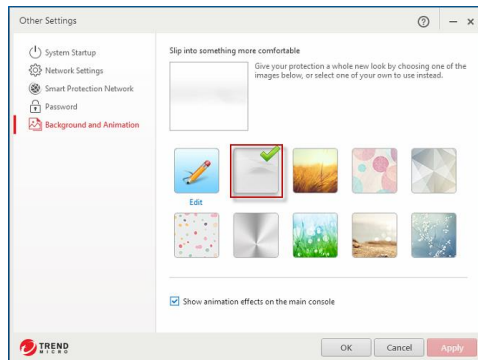 Other Settings
System Startup
Network Settings
Smart Protection Network
Password
Background and Animation
Slip into something more comfortable
Give your protection a whole new look by choosing one of the
images below, or select one of your own to use instead.
Edit
Show animation effects on the main console
TREND
MICRO
OK
Cancel
Apply